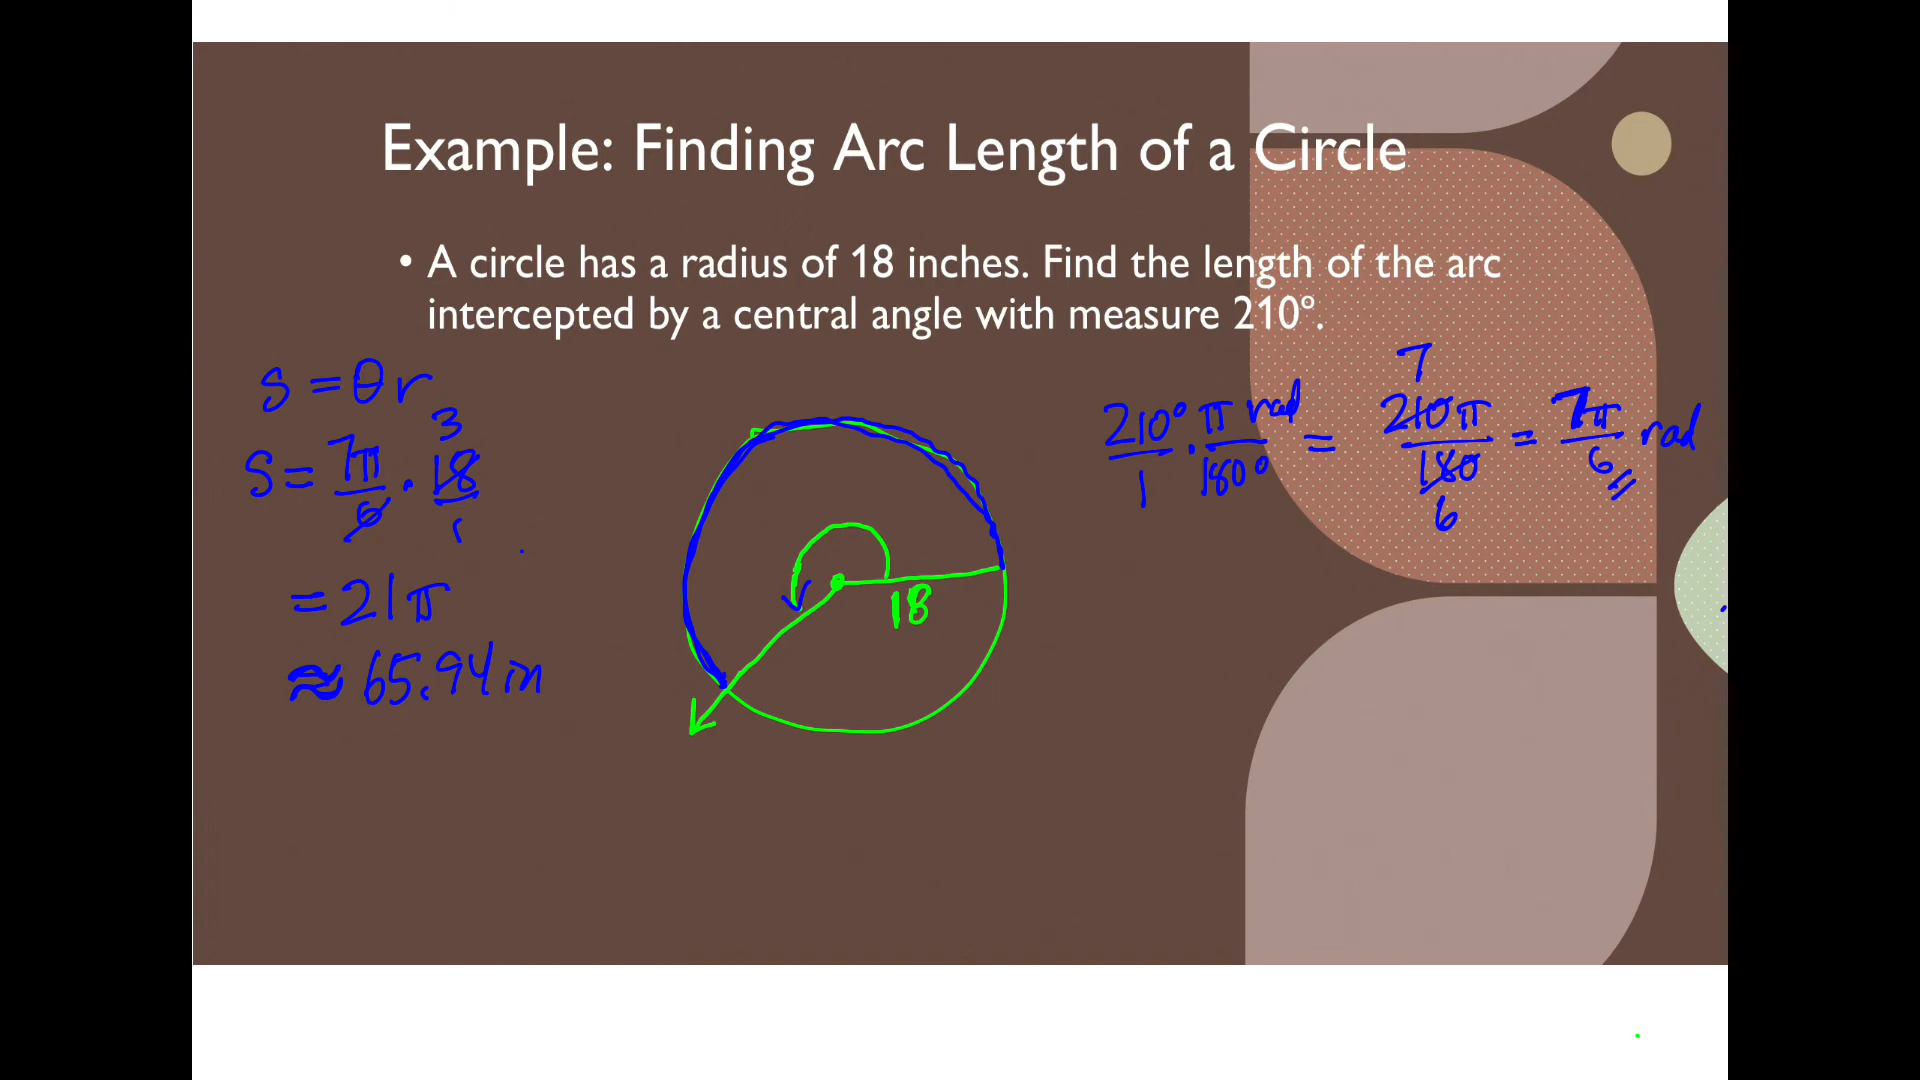 Example: Finding Arc Length of a Circle
• A circle has a radius of 18 inches. Find the length of the arc
intercepted by a central angle with measure 210º.
S = θ r
S = 7π/6 · 18/1 3
= 21π
≈ 65.94 in
18
210°/1 · π rad/180° = 210π/180 7 6 = 7π/6 rad